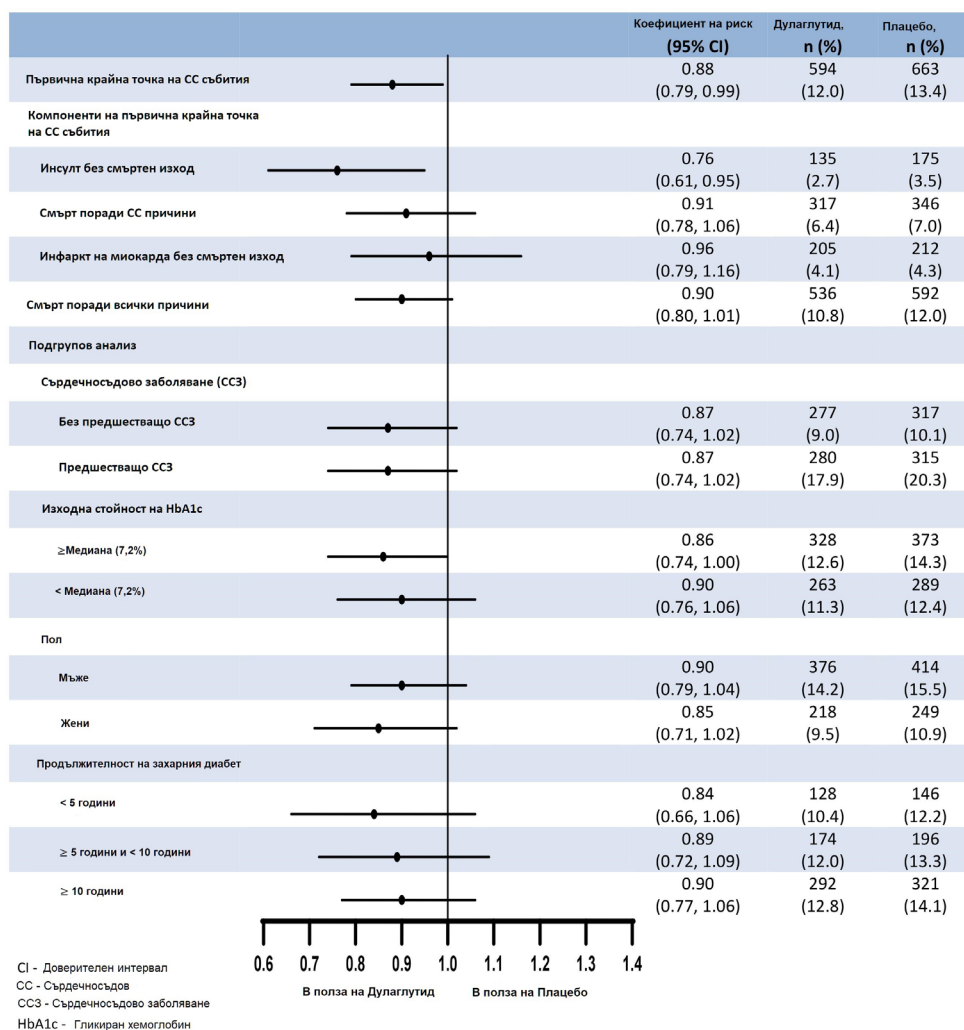 Коефициент на риск Дулаглутид, Плацебо,
(95% CI) n (%) n (%)
Първична крайна точка на СС събития 0.88 594 663
(0.79, 0.99) (12.0) (13.4)
Компоненти на първична крайна точка
на СС събития
Инсулт без смъртен изход 0.76 135 175
(0.61, 0.95) (2.7) (3.5)
Смърт поради СС причини 0.91 317 346
(0.78, 1.06) (6.4) (7.0)
Инфаркт на миокарда без смъртен изход 0.96 205 212
(0.79, 1.16) (4.1) (4.3)
Смърт поради всички причини 0.90 536 592
(0.80, 1.01) (10.8) (12.0)
Подгрупов анализ
Сърдечносъдово заболяване (ССЗ)
Без предшестващо ССЗ 0.87 277 317
(0.74, 1.02) (9.0) (10.1)
Предшестващо ССЗ 0.87 280 315
(0.74, 1.02) (17.9) (20.3)
Изходна стойност на HbA1c
≥Медиана (7,2%) 0.86 328 373
(0.74, 1.00) (12.6) (14.3)
< Медиана (7,2%) 0.90 263 289
(0.76, 1.06) (11.3) (12.4)
Пол
Мъже 0.90 376 414
(0.79, 1.04) (14.2) (15.5)
Жени 0.85 218 249
(0.71, 1.02) (9.5) (10.9)
Продължителност на захарния диабет
< 5 години 0.84 128 146
(0.66, 1.06) (10.4) (12.2)
≥ 5 години и < 10 години 0.89 174 196
(0.72, 1.09) (12.0) (13.3)
≥ 10 години 0.90 292 321
(0.77, 1.06) (12.8) (14.1)
0.6 0.7 0.8 0.9 1.0 1.1 1.2 1.3 1.4
В полза на Дулаглутид В полза на Плацебо
CI - Доверителен интервал
СС - Сърдечносъдов
ССЗ - Сърдечносъдово заболяване
HbA1c - Гликиран хемоглобин